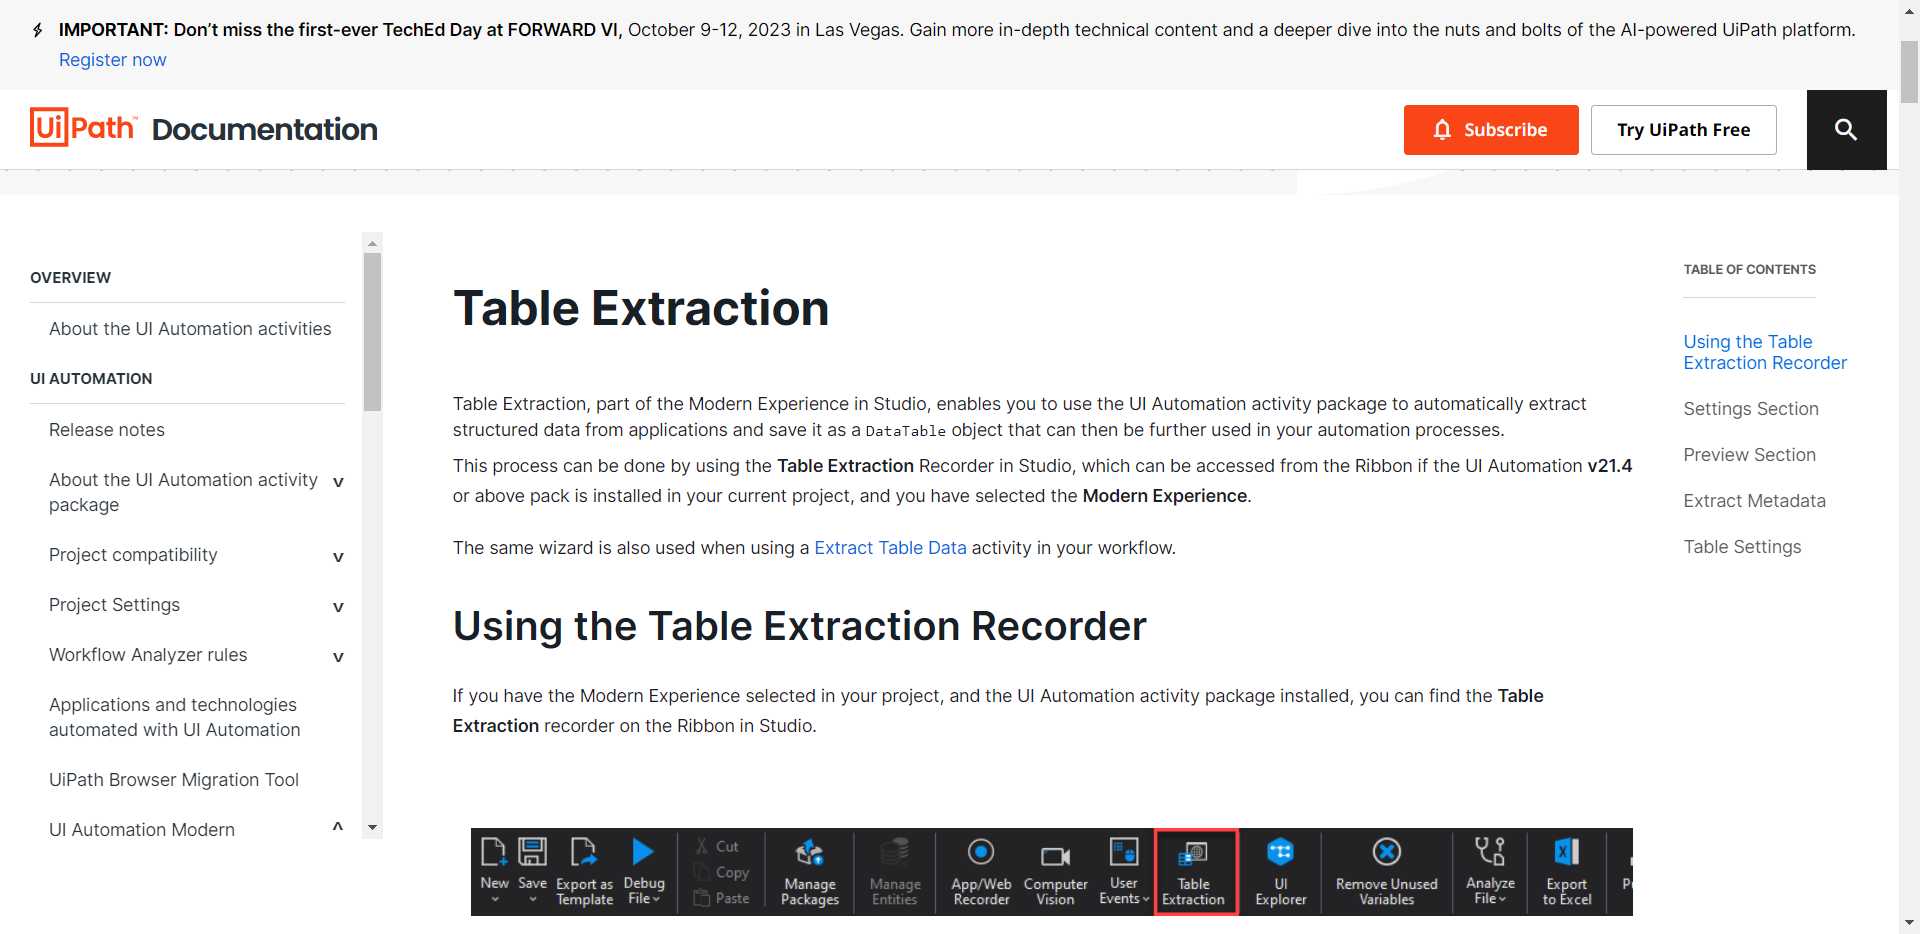 IMPORTANT: Don’t miss the first-ever TechEd Day at FORWARD VI, October 9-12, 2023 in Las Vegas. Gain more in-depth technical content and a deeper dive into the nuts and bolts of the AI-powered UiPath platform.
Register now
UiPath™ Documentation
Subscribe
Try UiPath Free
OVERVIEW
About the UI Automation activities
UI AUTOMATION
Release notes
About the UI Automation activity
package
Project compatibility
Project Settings
Workflow Analyzer rules
Applications and technologies
automated with UI Automation
UiPath Browser Migration Tool
UI Automation Modern
Table Extraction
Table Extraction, part of the Modern Experience in Studio, enables you to use the UI Automation activity package to automatically extract
structured data from applications and save it as a DataTable object that can then be further used in your automation processes.
This process can be done by using the Table Extraction Recorder in Studio, which can be accessed from the Ribbon if the UI Automation v21.4
or above pack is installed in your current project, and you have selected the Modern Experience.
The same wizard is also used when using a Extract Table Data activity in your workflow.
Using the Table Extraction Recorder
If you have the Modern Experience selected in your project, and the UI Automation activity package installed, you can find the Table
Extraction recorder on the Ribbon in Studio.
New
Save
Export as
Template
Debug
File
Cut
Copy
Paste
Manage
Packages
Manage
Entities
App/Web
Recorder
Computer
Vision
User
Events
Table
Extraction
UI
Explorer
Remove Unused
Variables
Analyze
File
Export
to Excel
TABLE OF CONTENTS
Using the Table
Extraction Recorder
Settings Section
Preview Section
Extract Metadata
Table Settings